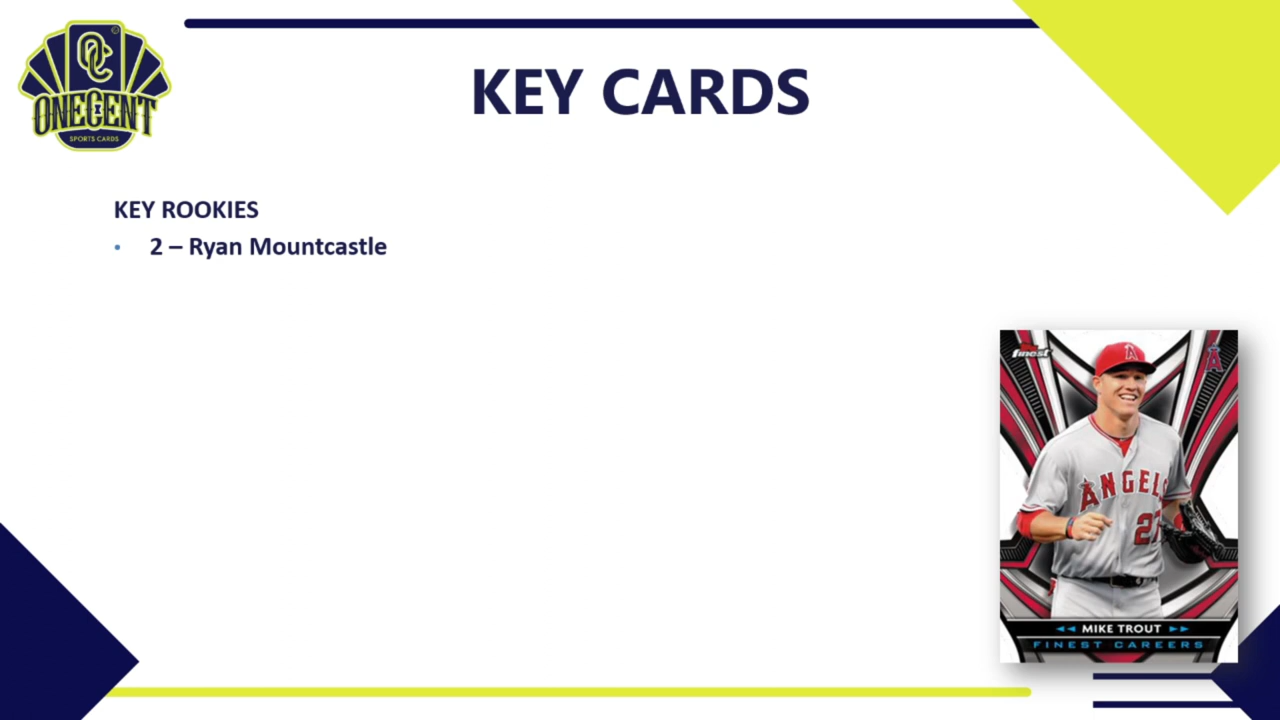 OC
ONECENT
SPORTS CARDS
KEY CARDS
KEY ROOKIES
• 2 – Ryan Mountcastle
finest
A
A
ANGELS
27
MIKE TROUT
FINEST CAREERS